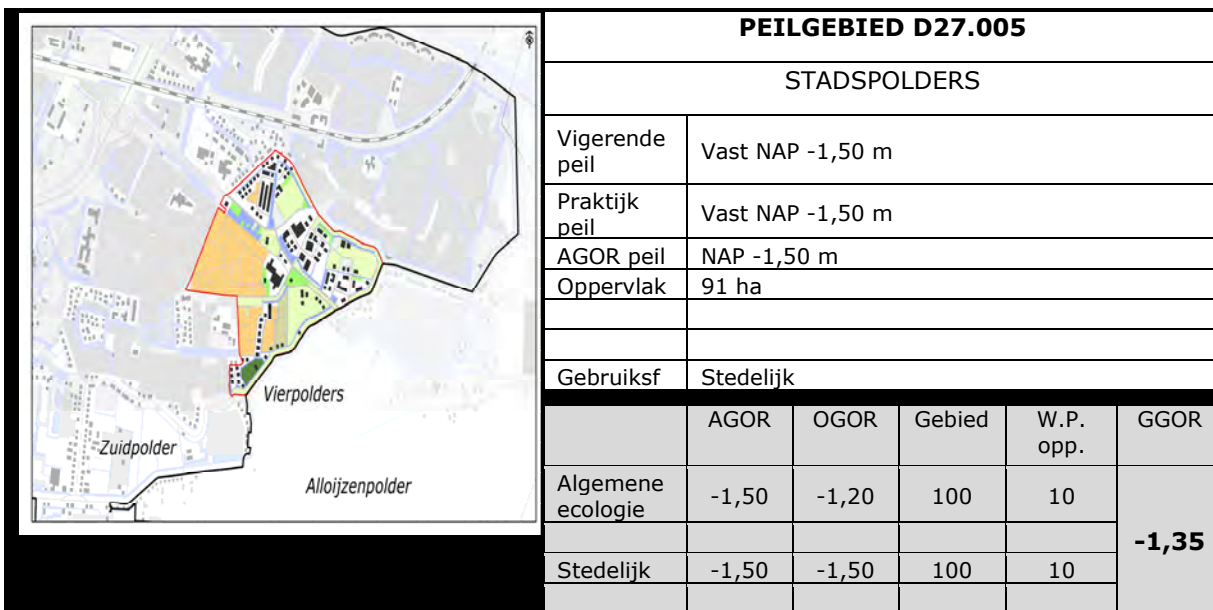 PEILGEBIED D27.005
STADSPOLDERS
Vigerende
peil
Vast NAP -1,50 m
Praktijk
peil
Vast NAP -1,50 m
AGOR peil
NAP -1,50 m
Oppervlak
91 ha
Gebruiksf
Stedelijk
AGOR
OGOR
Gebied
W.P.
opp.
GGOR
Algemene
ecologie
-1,50
-1,20
100
10
-1,35
Stedelijk
-1,50
-1,50
100
10
Vierpolders
Zuidpolder
Alloijzenpolder